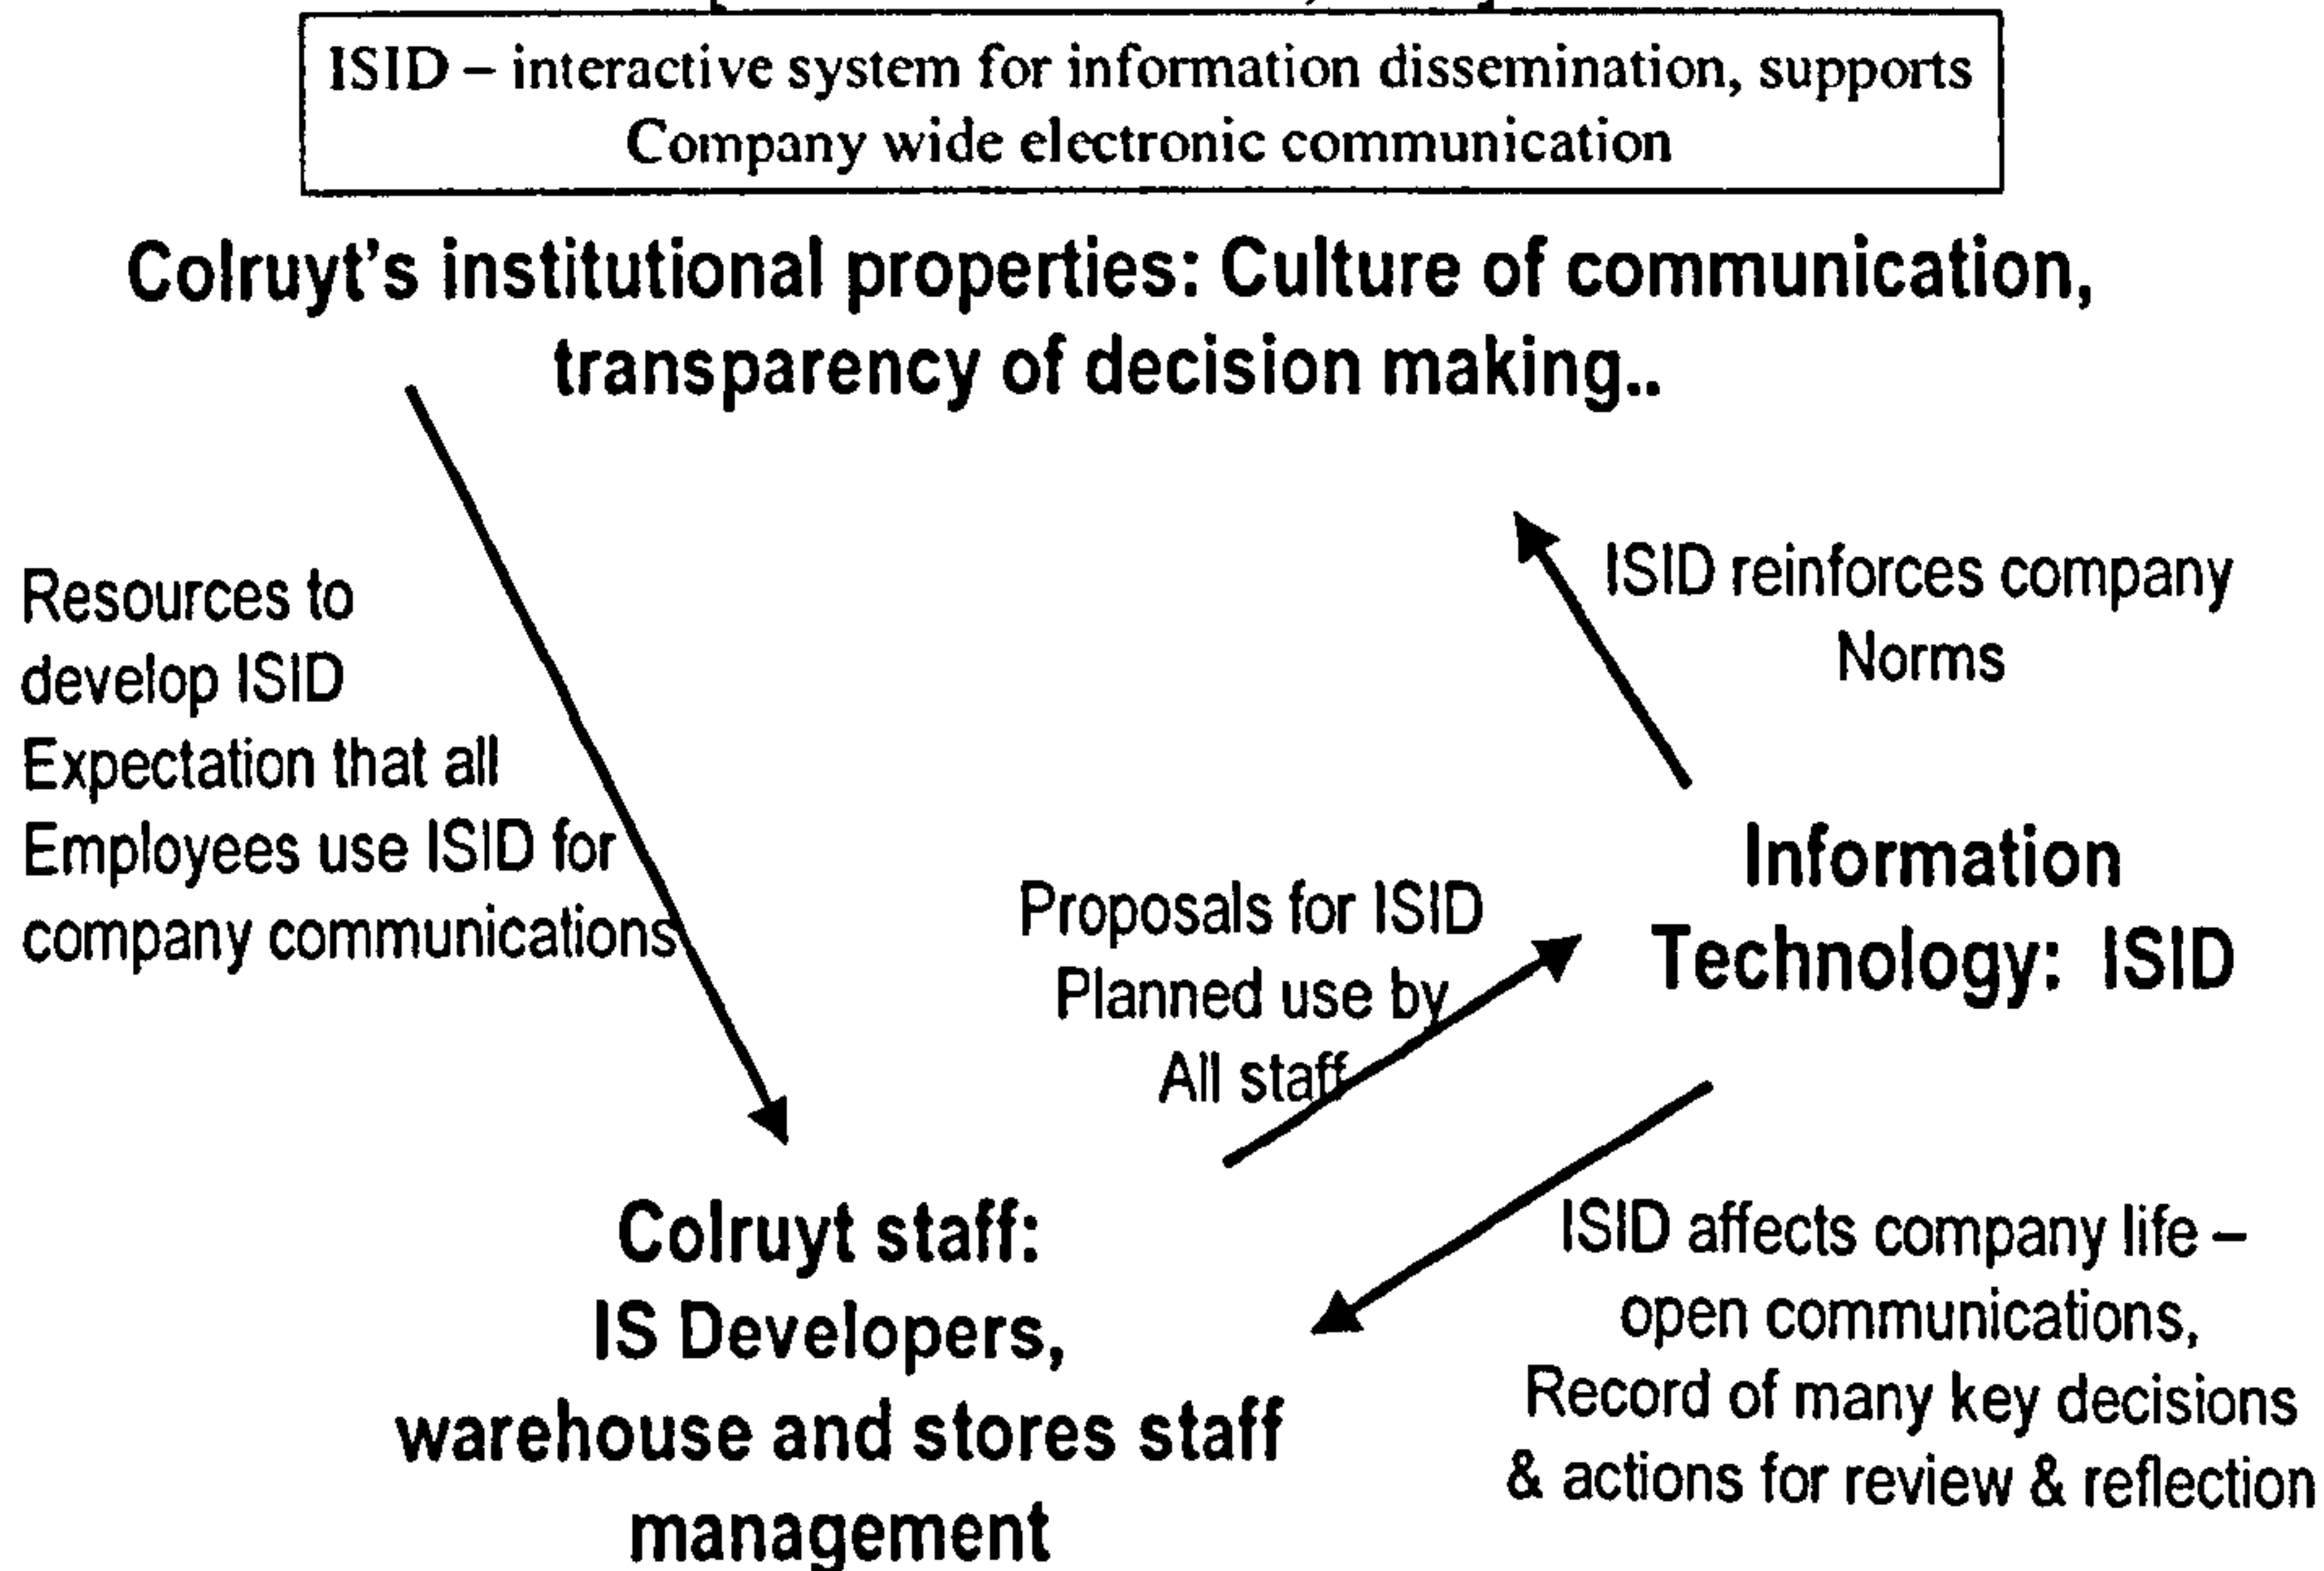 ISID – interactive system for information dissemination, supports
Company wide electronic communication
Colruyt's institutional properties: Culture of communication,
transparency of decision making..
Resources to
develop ISID
Expectation that all
Employees use ISID for
company communications
ISID reinforces company
Norms
Proposals for ISID
Planned use by
All staff
Information
Technology: ISID
Colruyt staff:
IS Developers,
warehouse and stores staff
management
ISID affects company life –
open communications,
Record of many key decisions
& actions for review & reflection